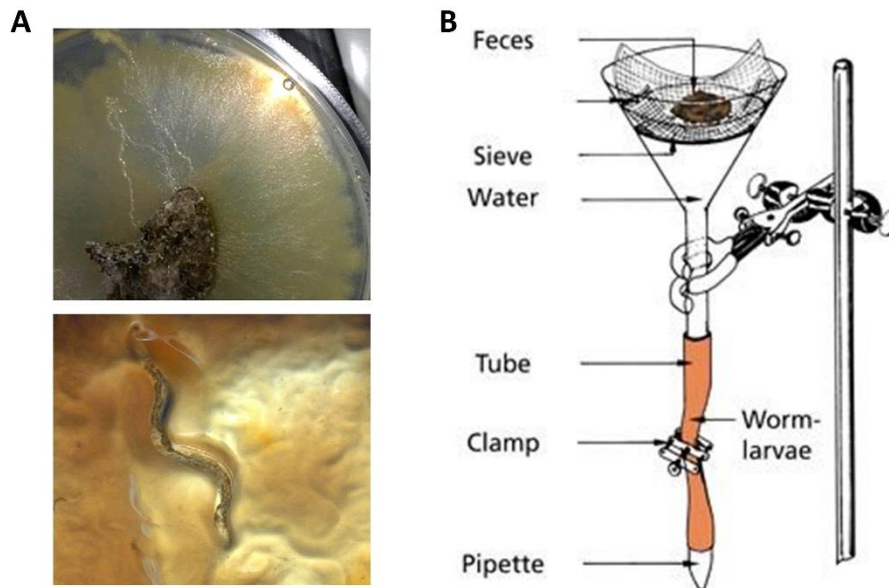 A
B
Feces
Sieve
Water
Tube
Worm-
larvae
Clamp
Pipette